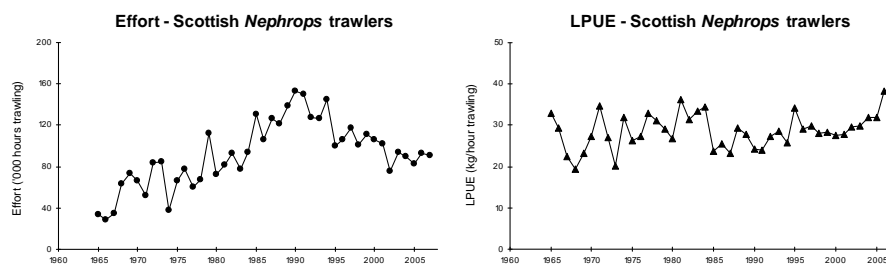 Effort - Scottish Nephrops trawlers
Effort ('000 hours trawling)
200
160
120
80
40
0
1960 1965 1970 1975 1980 1985 1990 1995 2000 2005
LPUE - Scottish Nephrops trawlers
LPUE (kg/hour trawling)
50
40
30
20
10
0
1960 1965 1970 1975 1980 1985 1990 1995 2000 2005